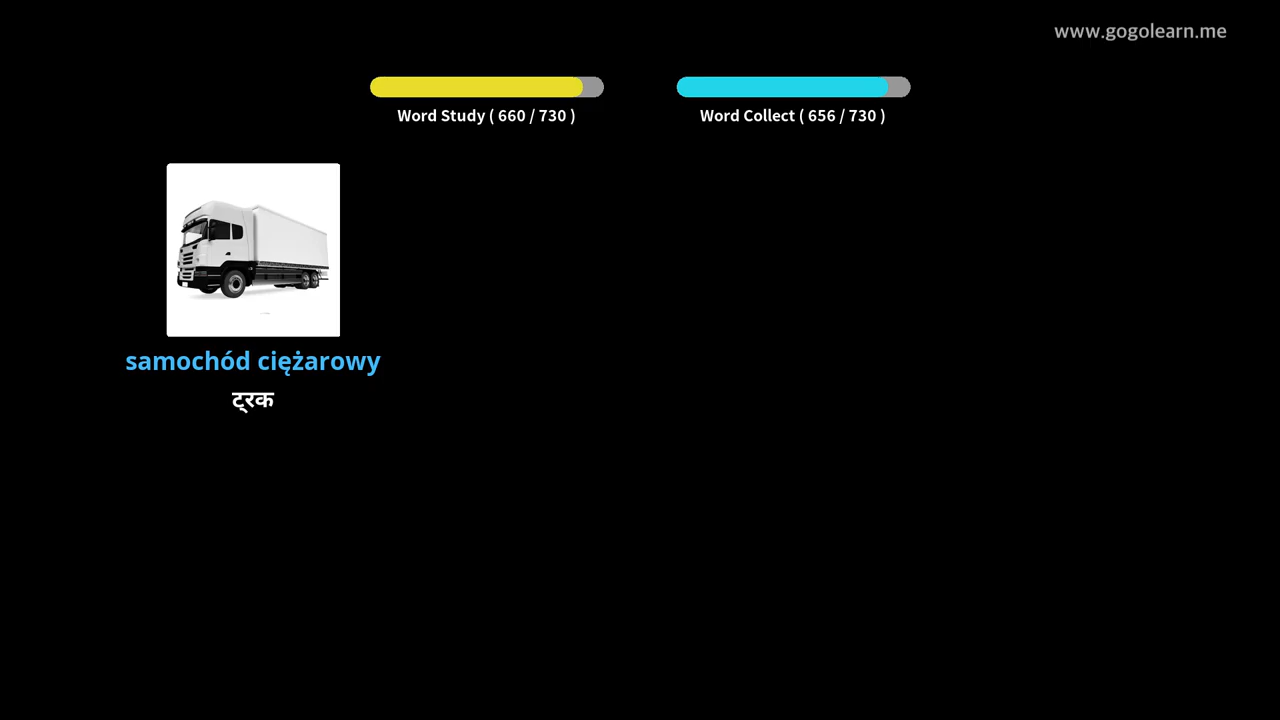 www.gogolearn.me
Word Study ( 660 / 730 )
Word Collect ( 656 / 730 )
samochód ciężarowy
ट्रक